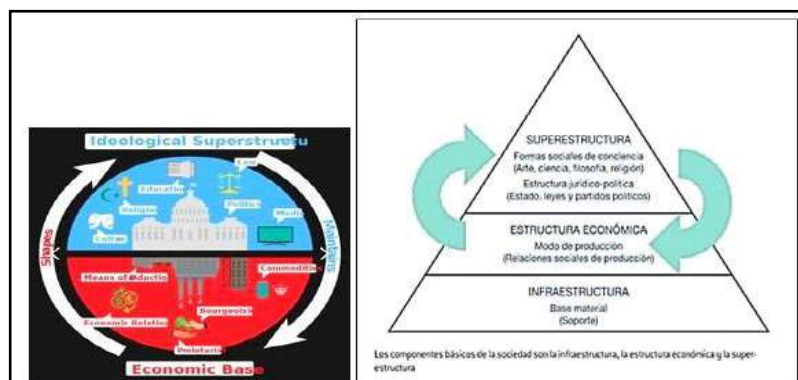 Ideological Superstructu
Law
Educatio
Religio
Politics
Cultur
Media
Shapes
Maintains
Means of
Commoditie
Bourgeoisi
Economic Relation
Proletaria
Economic Base
SUPERESTRUCTURA
Formas sociales de conciencia
(Arte, ciencia, filosofía, religión)
Estructura jurídico-política
(Estado, leyes y partidos políticos)
ESTRUCTURA ECONÓMICA
Modo de producción
(Relaciones sociales de producción)
INFRAESTRUCTURA
Base material
(Soporte)
Los componentes básicos de la sociedad son la infraestructura, la estructura económica y la super-
estructura